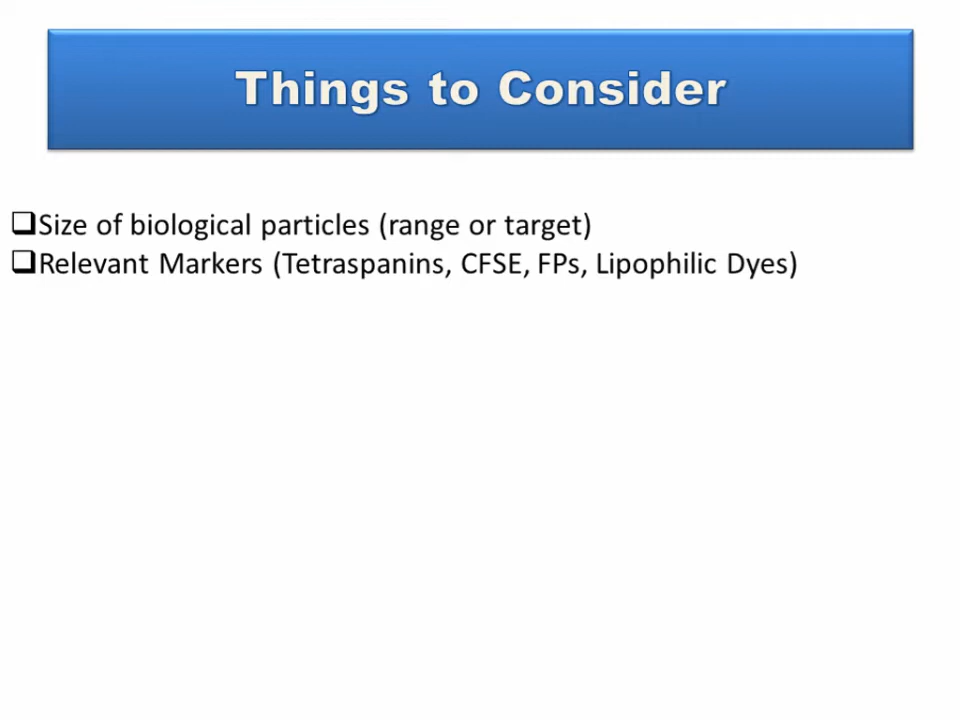 Things to Consider
❑Size of biological particles (range or target)
❑Relevant Markers (Tetraspanins, CFSE, FPs, Lipophilic Dyes)